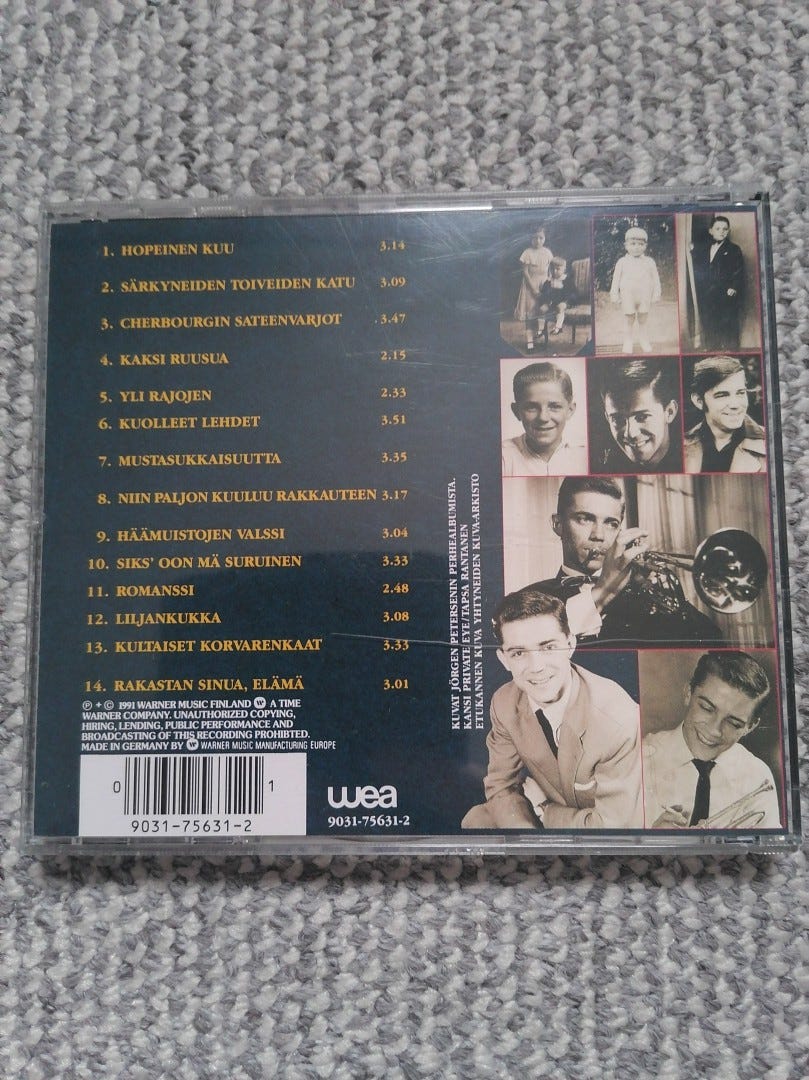 1. HOPEINEN KUU 3.14
2. SÄRKYNEIDEN TOIVEIDEN KATU 3.09
3. CHERBOURGIN SATEENVARJOT 3.47
4. KAKSI RUUSUA 2.15
5. YLI RAJOJEN 2.33
6. KUOLLEET LEHDET 3.51
7. MUSTASUKKAISUUTTA 3.35
8. NIIN PALJON KUULUU RAKKAUTEEN 3.17
9. HÄÄMUISTOJEN VALSSI 3.04
10. SIKS' OON MÄ SURUINEN 3.33
11. ROMANSSI 2.48
12. LILJANKUKKA 3.08
13. KULTAISET KORVARENKAAT 3.33
14. RAKASTAN SINUA, ELÄMÄ 3.01
Ⓟ + © 1991 WARNER MUSIC FINLAND A TIME
WARNER COMPANY. UNAUTHORIZED COPYING,
HIRING, LENDING, PUBLIC PERFORMANCE AND
BROADCASTING OF THIS RECORDING PROHIBTED.
MADE IN GERMANY BY WARNER MUSIC MANUFACTURING EUROPE
0 1
9031-75631-2
wea
9031-75631-2
KUVAT JÖRGEN PETERSENIN PERHEALBUMISTA.
KANSI PRIVATE EYE/TAPSA RANTANEN
ETUKANNEN KUVA YHTYNEIDEN KUVA-ARKISTO